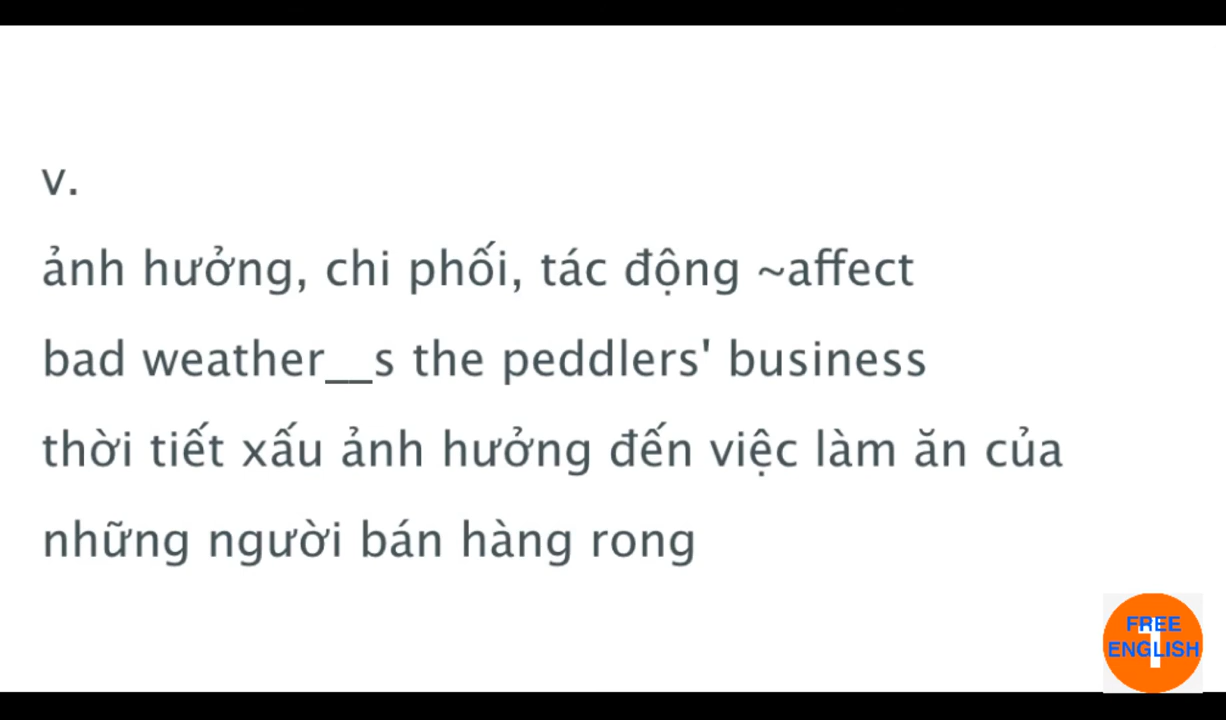 v.
ảnh hưởng, chi phối, tác động ~affect
bad weather__s the peddlers' business
thời tiết xấu ảnh hưởng đến việc làm ăn của
những người bán hàng rong
1
FREE
ENGLISH